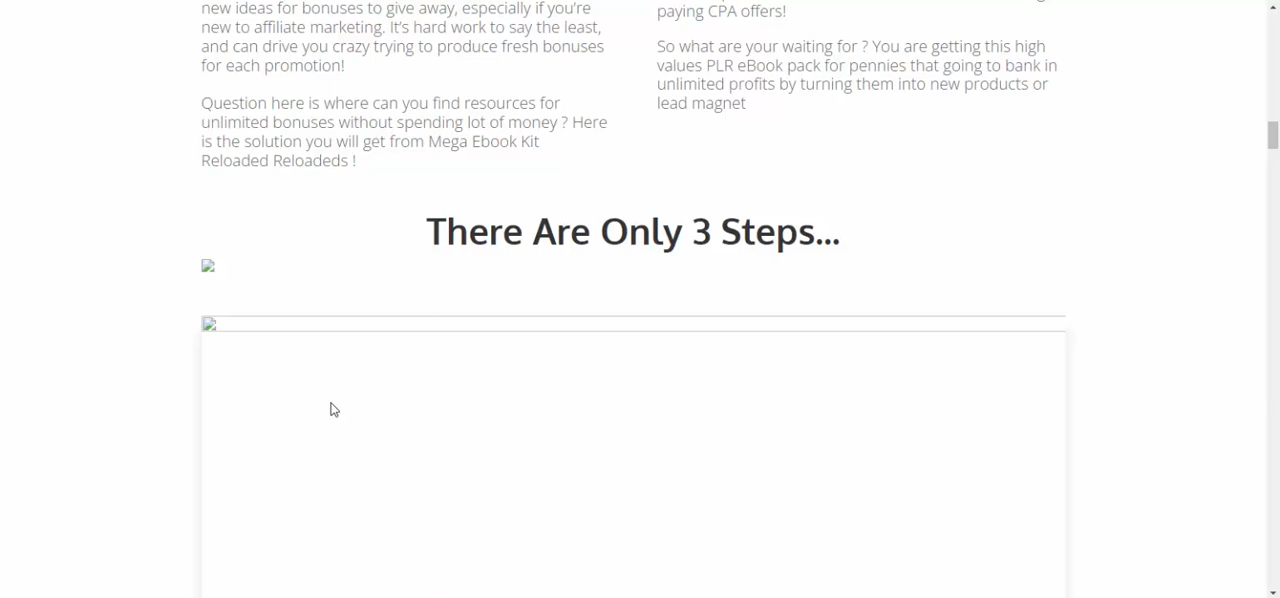 new ideas for bonuses to give away, especially if you're
new to affiliate marketing. It's hard work to say the least,
and can drive you crazy trying to produce fresh bonuses
for each promotion!
Question here is where can you find resources for
unlimited bonuses without spending lot of money ? Here
is the solution you will get from Mega Ebook Kit
Reloaded Reloadeds !
paying CPA offers!
So what are your waiting for ? You are getting this high
values PLR eBook pack for pennies that going to bank in
unlimited profits by turning them into new products or
lead magnet
There Are Only 3 Steps...